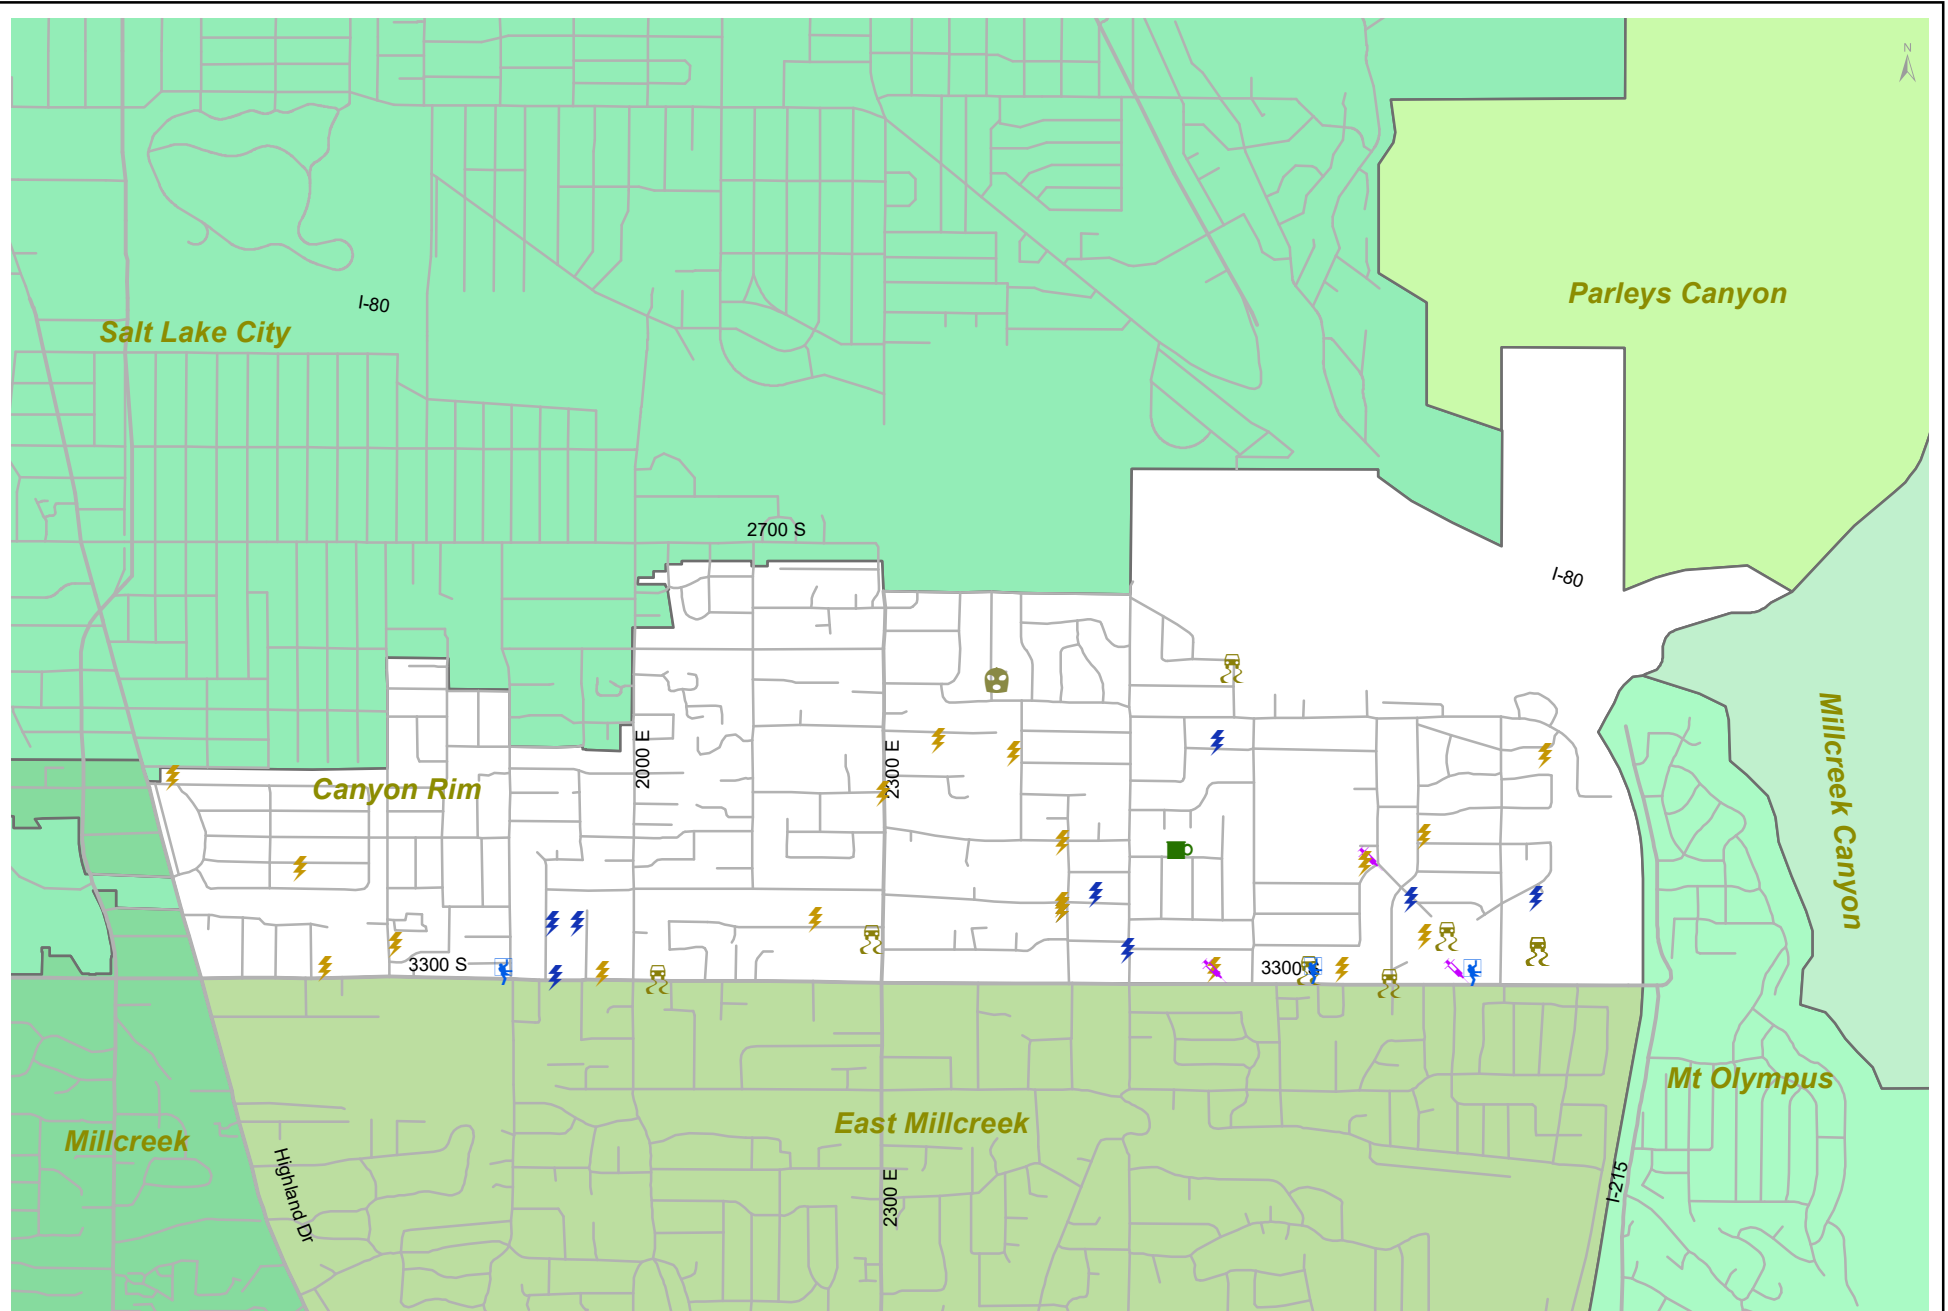 N
Parleys Canyon
I-80
Salt Lake City
2700 S
I-80
2000 E
2300 E
Canyon Rim
Millcreek Canyon
3300 S
3300 S
Mt Olympus
East Millcreek
Millcreek
Highland Dr
2300 E
I-215